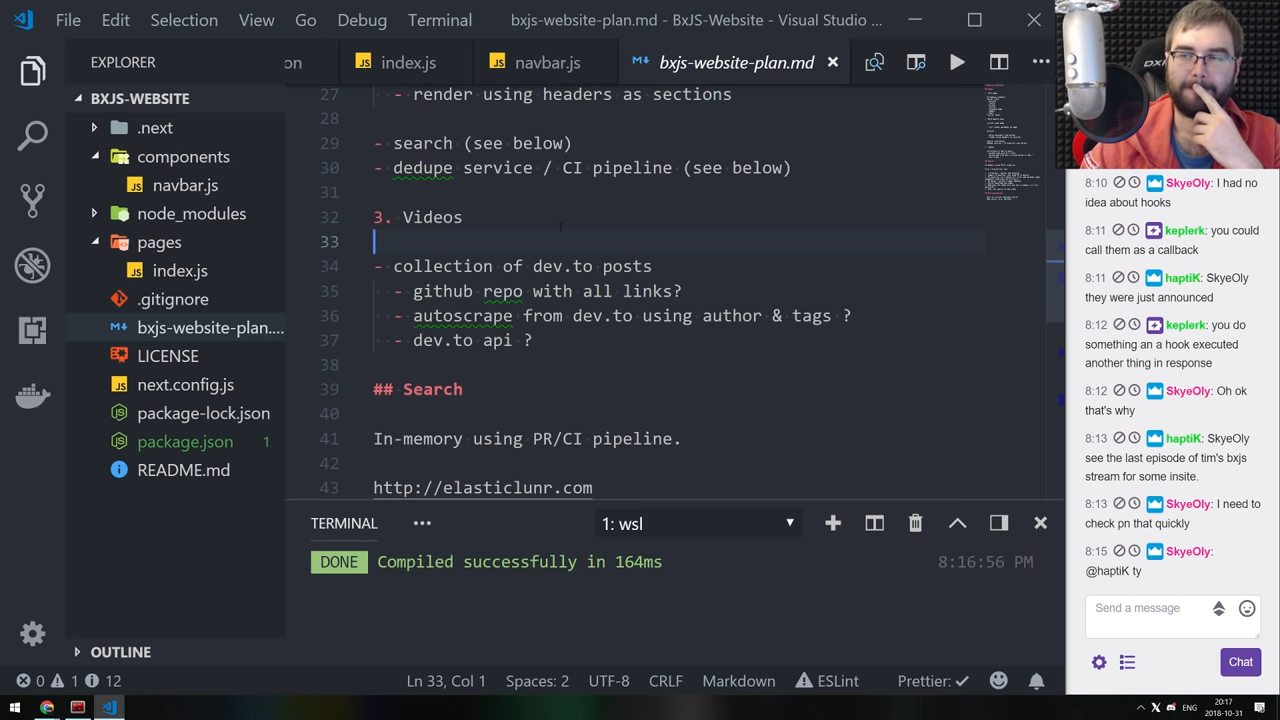 File Edit Selection View Go Debug Terminal bxjs-website-plan.md - BxJS-Website - Visual Studio ...
EXPLORER
on
JS index.js
JS navbar.js
bxjs-website-plan.md
BXJS-WEBSITE
.next
components
JS navbar.js
node_modules
pages
JS index.js
.gitignore
bxjs-website-plan....
LICENSE
JS next.config.js
package-lock.json
package.json 1
README.md
OUTLINE
27 - render using headers as sections
28
29 - search (see below)
30 - dedupe service / CI pipeline (see below)
31
32 3. Videos
33
34 - collection of dev.to posts
35 - github repo with all links?
36 - autoscrape from dev.to using author & tags ?
37 - dev.to api ?
38
39 ## Search
40
41 In-memory using PR/CI pipeline.
42
43 http://elasticlunr.com
TERMINAL ... 1: wsl
DONE Compiled successfully in 164ms 8:16:56 PM
0 1 12 Ln 33, Col 1 Spaces: 2 UTF-8 CRLF Markdown ESLint Prettier:
8:10 SkyeOly: I had no
idea about hooks
8:11 keplerk: you could
call them as a callback
8:11 haptiK: SkyeOly
they were just announced
8:12 keplerk: you do
something an a hook executed
another thing in response
8:12 SkyeOly: Oh ok
that's why
8:13 haptiK: SkyeOly
see the last episode of tim's bxjs
stream for some insite.
8:13 SkyeOly: I need to
check pn that quickly
8:15 SkyeOly:
@haptiK ty
Send a message
Chat
ENG
20:17
2018-10-31